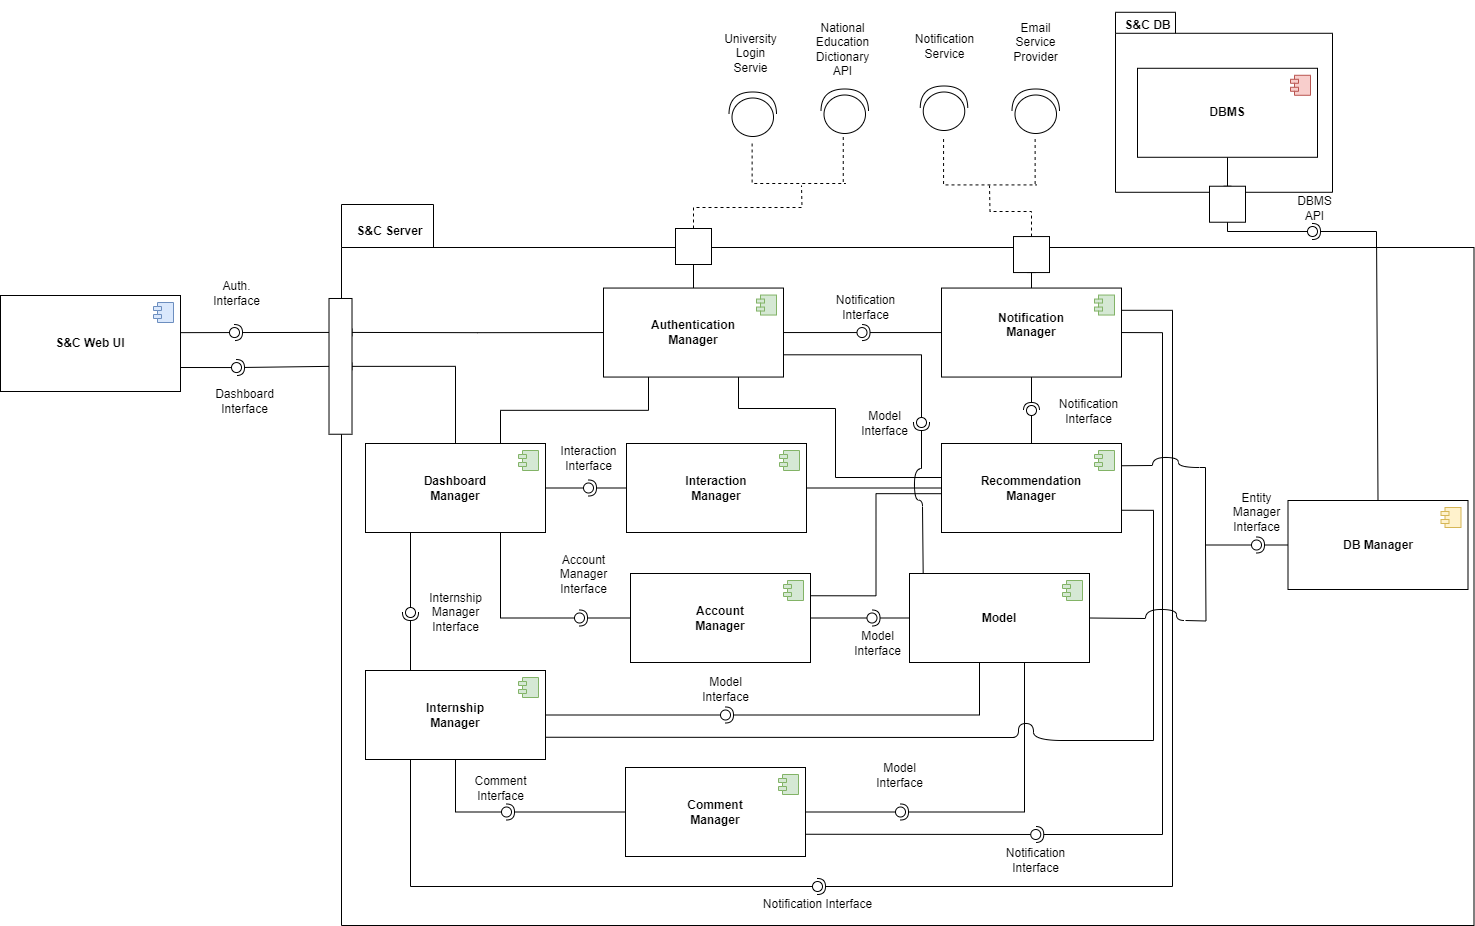 University
Login
Servie
National
Education
Dictionary
API
Notification
Service
Email
Service
Provider
S&C DB
DBMS
DBMS
API
S&C Server
Auth.
Interface
S&C Web UI
Dashboard
Interface
Authentication
Manager
Notification
Interface
Notification
Manager
Model
Interface
Notification
Interface
Dashboard
Manager
Interaction
Interface
Interaction
Manager
Recommendation
Manager
Entity
Manager
Interface
DB Manager
Account
Manager
Interface
Internship
Manager
Interface
Account
Manager
Model
Interface
Model
Internship
Manager
Model
Interface
Comment
Interface
Comment
Manager
Model
Interface
Notification
Interface
Notification Interface